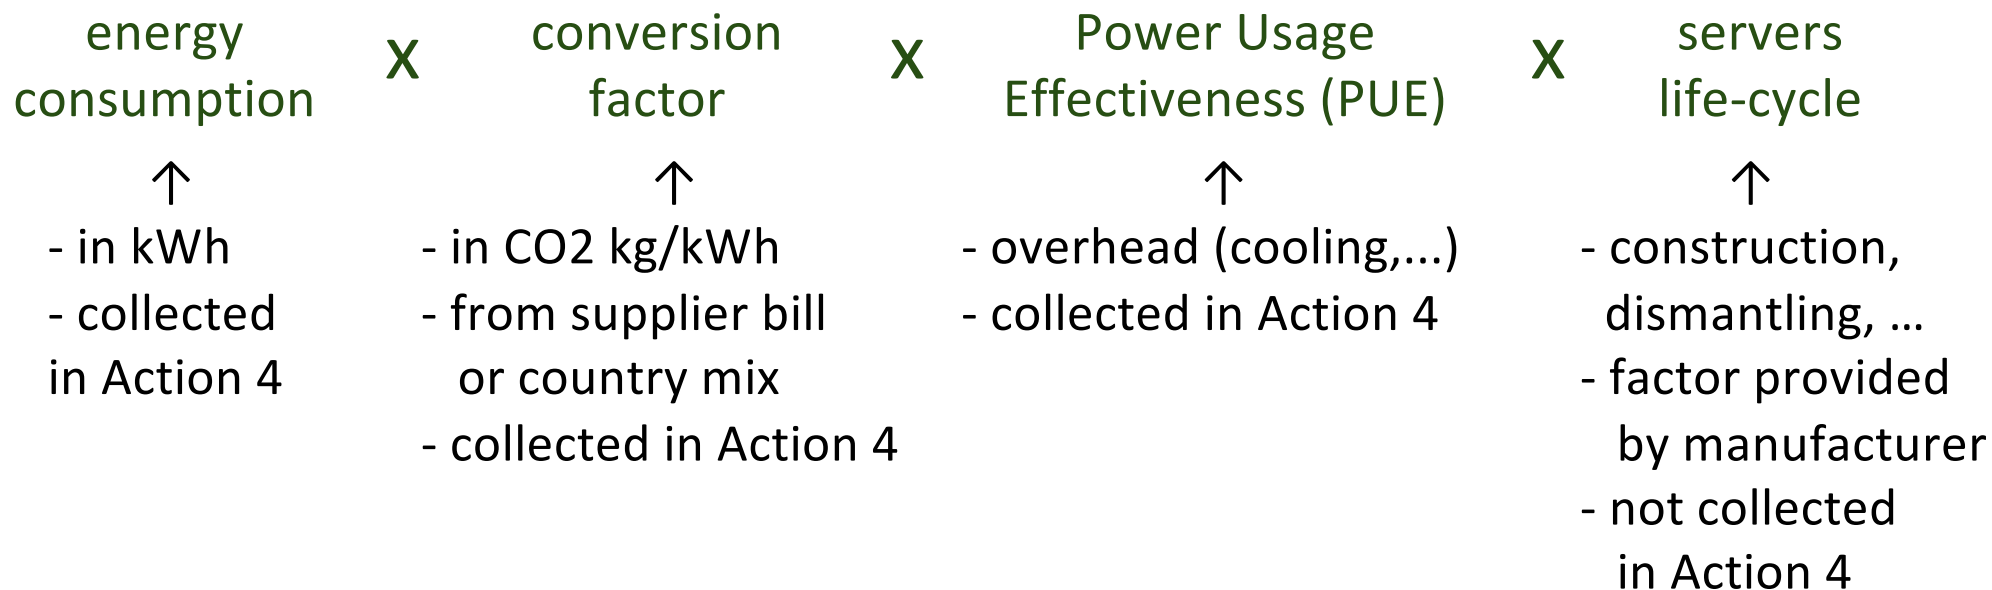 energy
consumption
X
conversion
factor
X
Power Usage
Effectiveness (PUE)
X
servers
life-cycle
↑
- in kWh
- collected
in Action 4
↑
- in CO2 kg/kWh
- from supplier bill
or country mix
- collected in Action 4
↑
- overhead (cooling,...)
- collected in Action 4
↑
- construction,
dismantling, …
- factor provided
by manufacturer
- not collected
in Action 4